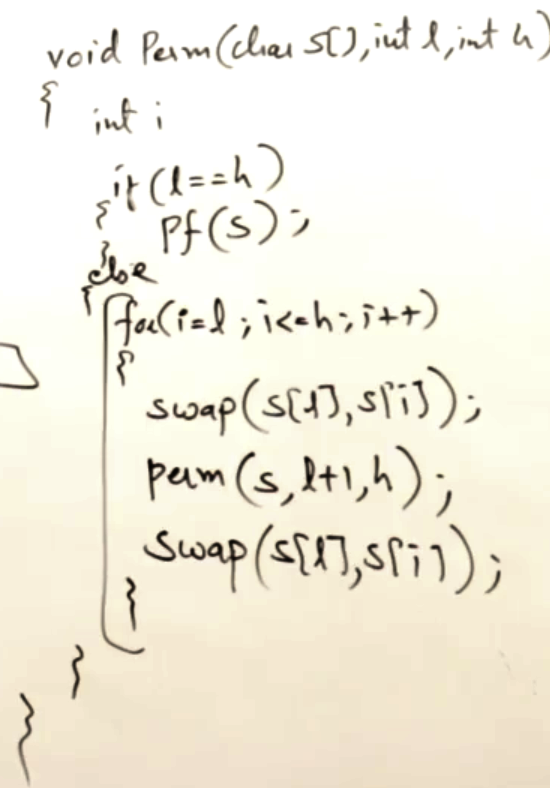 void Perm(char s[], int l, int h)
{ int i
if (l==h)
{ Pf(s);
}
else
{ for(i=l; i<=h; i++)
{
swap(s[l], s[i]);
perm(s, l+1, h);
swap(s[l], s[i]);
}
}
}